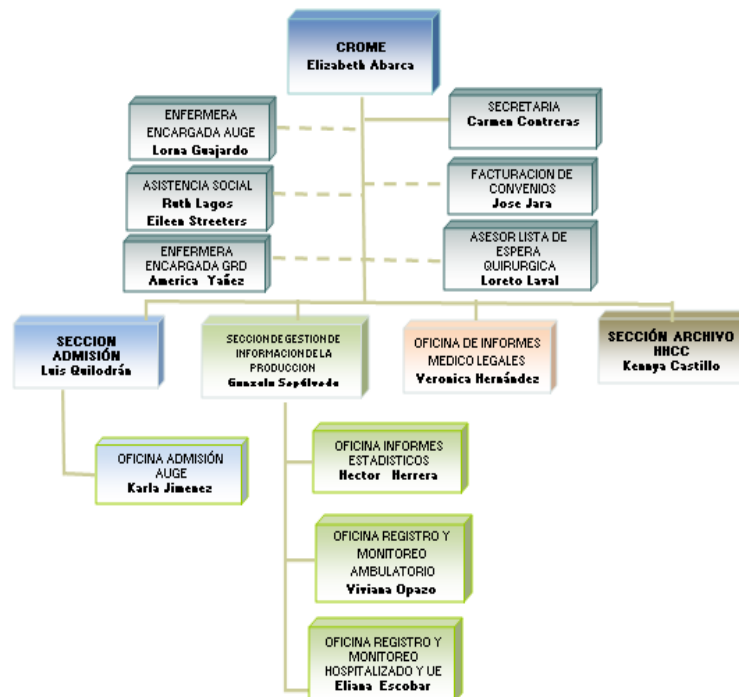 CROME
Elizabeth Abarca
ENFERMERA
ENCARGADA AUGE
Lorna Guajardo
SECRETARIA
Carmen Contreras
ASISTENCIA SOCIAL
Ruth Lagos
Eileen Streeters
FACTURACION DE
CONVENIOS
Jose Jara
ENFERMERA
ENCARGADA GRD
America Yañez
ASESOR LISTA DE
ESPERA
QUIRURGICA
Loreto Laval
SECCION
ADMISIÓN
Luis Quilodrán
SECCION DE GESTION DE
INFORMACION DE LA
PRODUCCION
Gonzalo Sepúlveda
OFICINA DE INFORMES
MEDICO LEGALES
Veronica Hernández
SECCIÓN ARCHIVO
HHCC
Kennya Castillo
OFICINA ADMISIÓN
AUGE
Karla Jimenez
OFICINA INFORMES
ESTADISTICOS
Hector Herrera
OFICINA REGISTRO Y
MONITOREO
AMBULATORIO
Viviana Opazo
OFICINA REGISTRO Y
MONITOREO
HOSPITALIZADO Y UE
Eliana Escobar